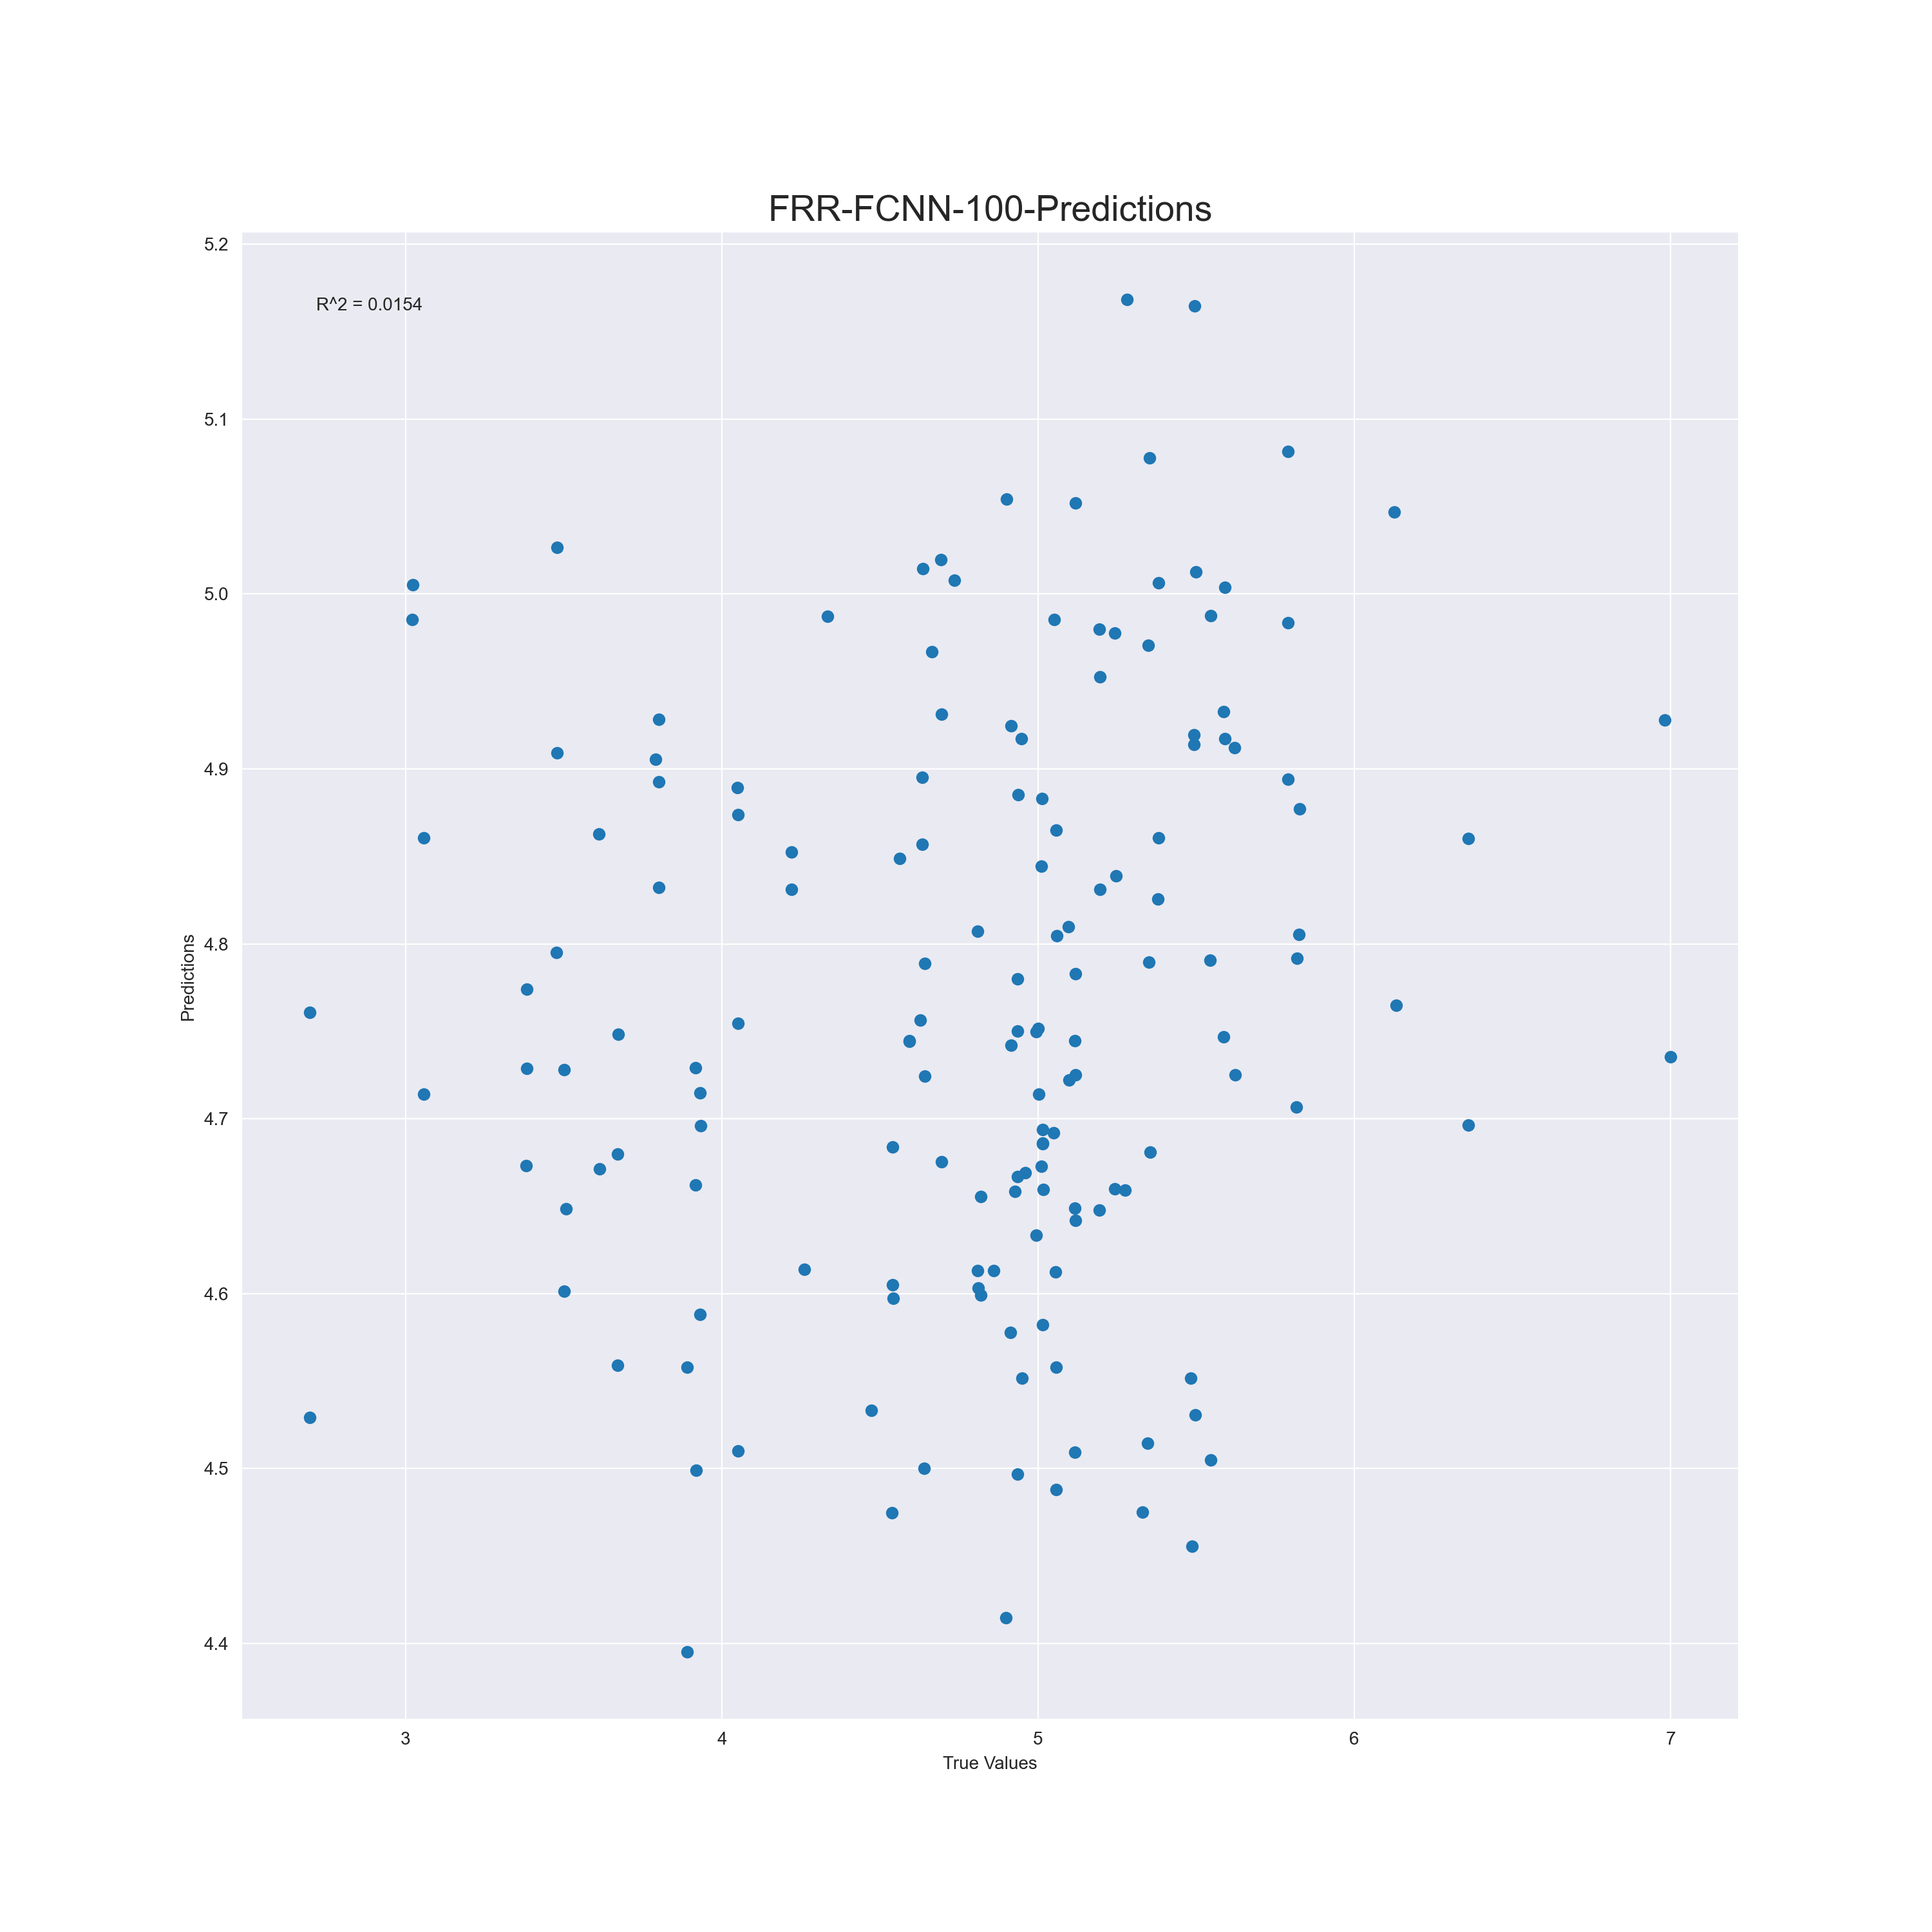 FRR-FCNN-100-Predictions
R^2 = 0.0154
5.2
5.1
5.0
4.9
4.8
4.7
4.6
4.5
4.4
Predictions
3 4 5 6 7
True Values